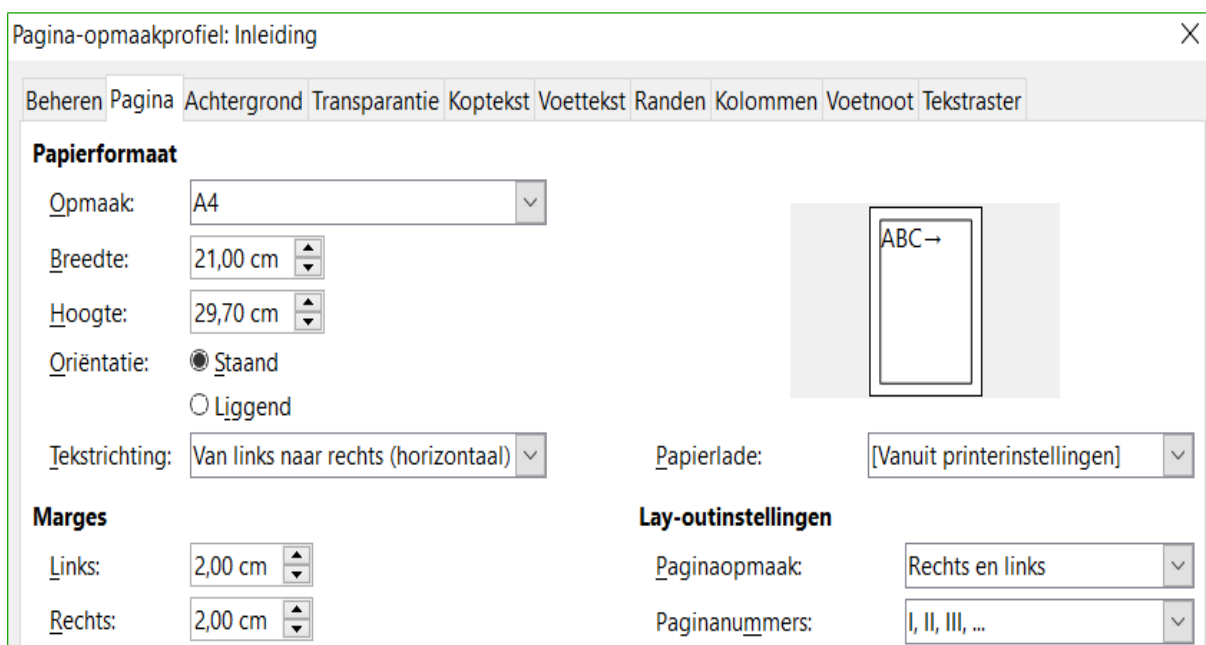 Pagina-opmaakprofiel: Inleiding
Beheren Pagina Achtergrond Transparantie Koptekst Voettekst Randen Kolommen Voetnoot Tekstraster
Papierformaat
Opmaak: A4
Breedte: 21,00 cm
ABC→
Hoogte: 29,70 cm
Oriëntatie: Staand
Liggend
Tekstrichting: Van links naar rechts (horizontaal) Papierlade: [Vanuit printerinstellingen]
Marges Lay-outinstellingen
Links: 2,00 cm Paginaopmaak: Rechts en links
Rechts: 2,00 cm Paginanummers: I, II, III, ...